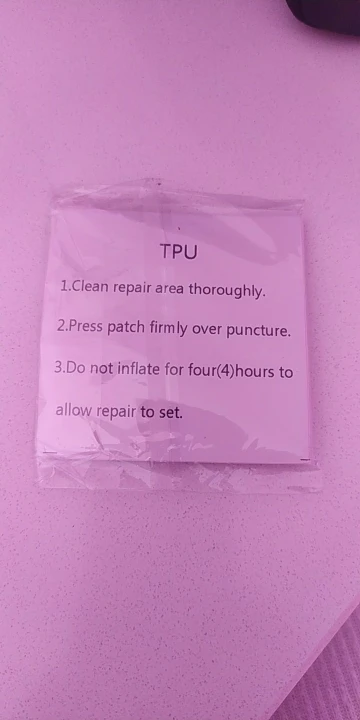 TPU
1.Clean repair area thoroughly.
2.Press patch firmly over puncture.
3.Do not inflate for four(4)hours to
allow repair to set.